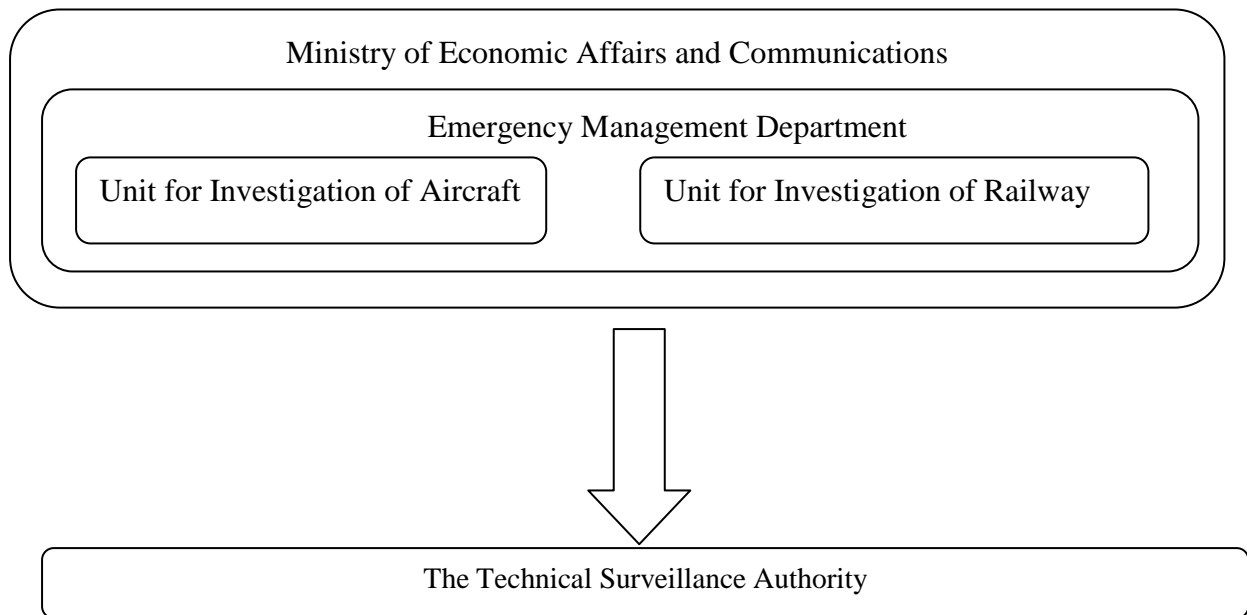 Ministry of Economic Affairs and Communications
Emergency Management Department
Unit for Investigation of Aircraft
Unit for Investigation of Railway
The Technical Surveillance Authority